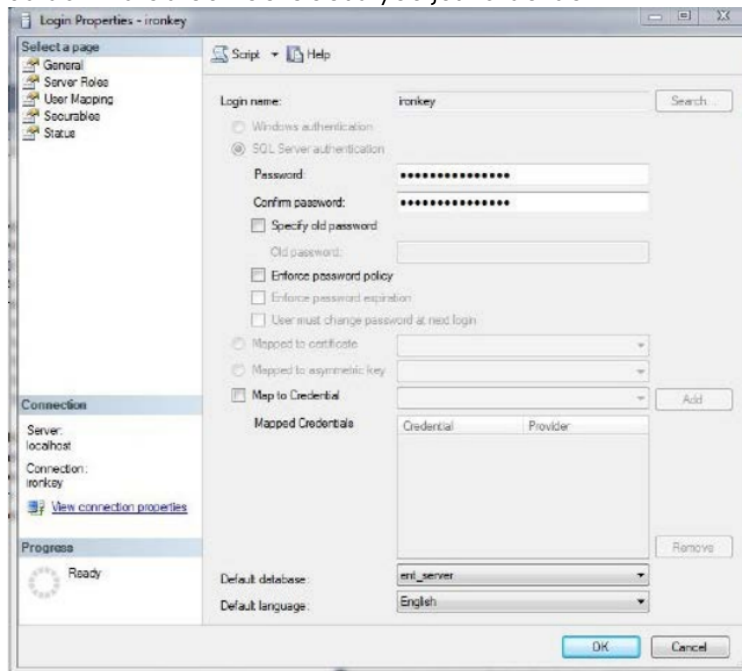 Login Properties - ironkey
Select a page
General
Server Roles
User Mapping
Securables
Status
Script
Help
Login name:
ironkey
Search...
Windows authentication
SQL Server authentication
Password:
•••••••••••••••
Confirm password:
•••••••••••••••
Specify old password
Old password:
Enforce password policy
Enforce password expiration
User must change password at next login
Mapped to certificate
Mapped to asymmetric key
Map to Credential
Add
Mapped Credentials
Credential
Provider
Remove
Default database:
ent_server
Default language:
English
Connection
Server:
localhost
Connection:
ironkey
View connection properties
Progress
Ready
OK
Cancel